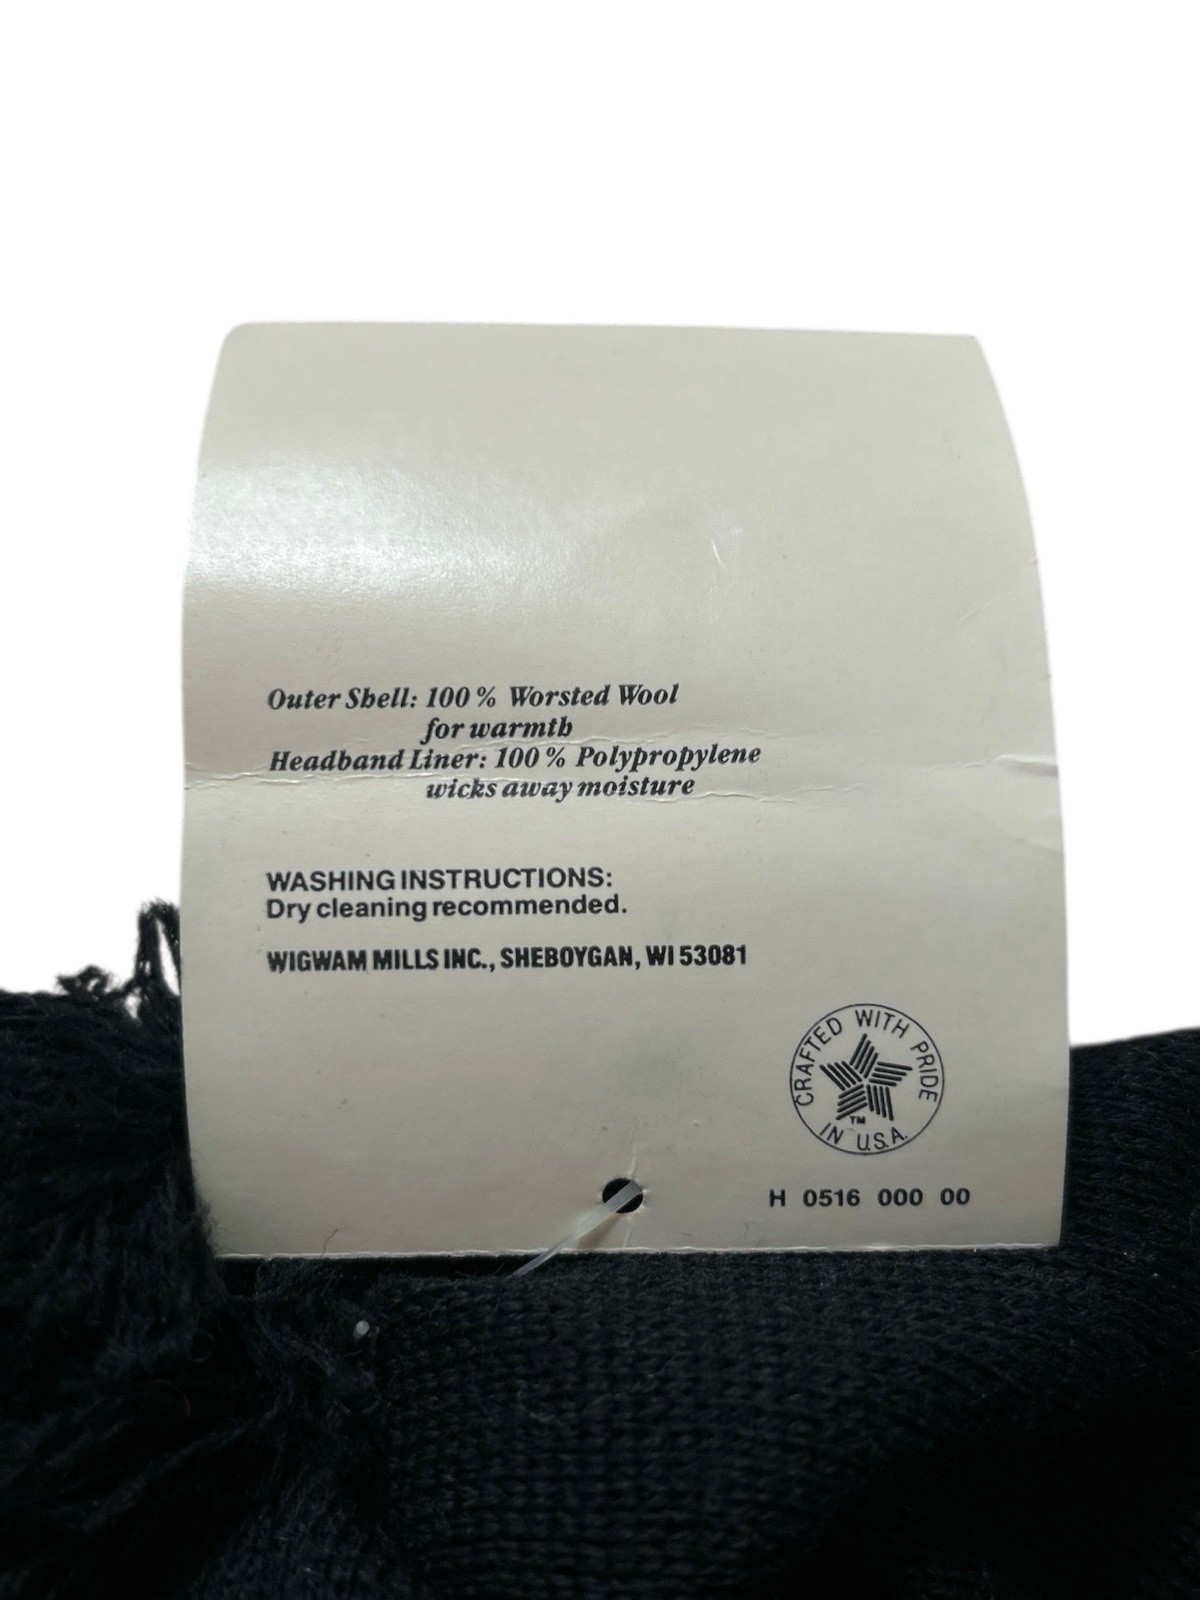 Outer Shell: 100% Worsted Wool
for warmth
Headband Liner: 100% Polypropylene
wicks away moisture
WASHING INSTRUCTIONS:
Dry cleaning recommended.
WIGWAM MILLS INC., SHEBOYGAN, WI 53081
CRAFTED WITH PRIDE
TM
IN U.S.A.
H 0516 000 00